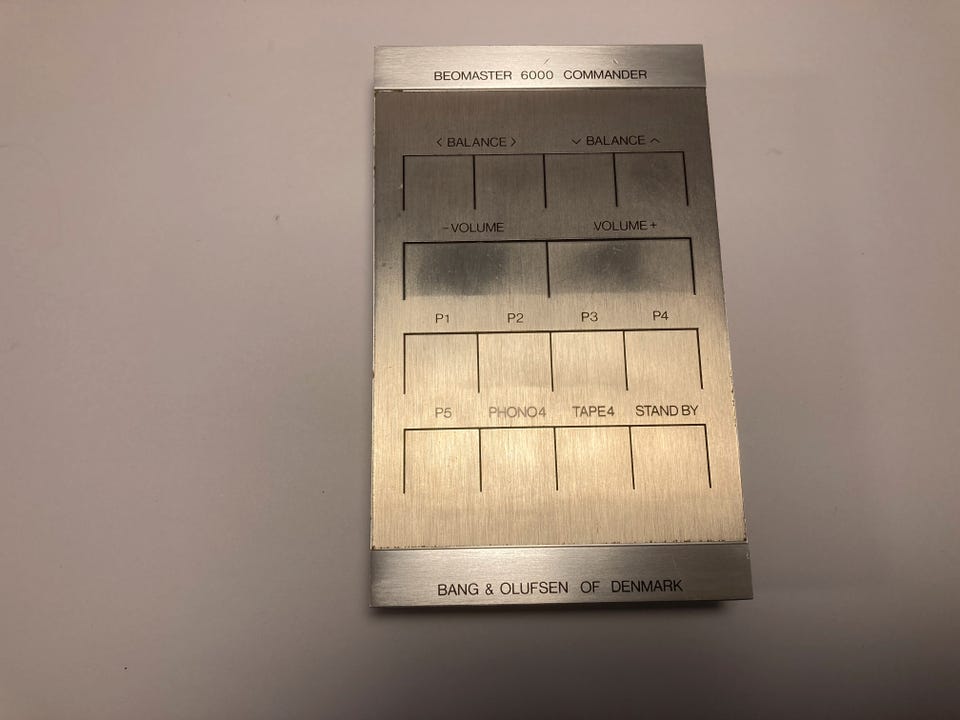 BEOMASTER 6000 COMMANDER
< BALANCE > ⌵ BALANCE ^
- VOLUME VOLUME +
P1 P2 P3 P4
P5 PHONO4 TAPE4 STAND BY
BANG & OLUFSEN OF DENMARK